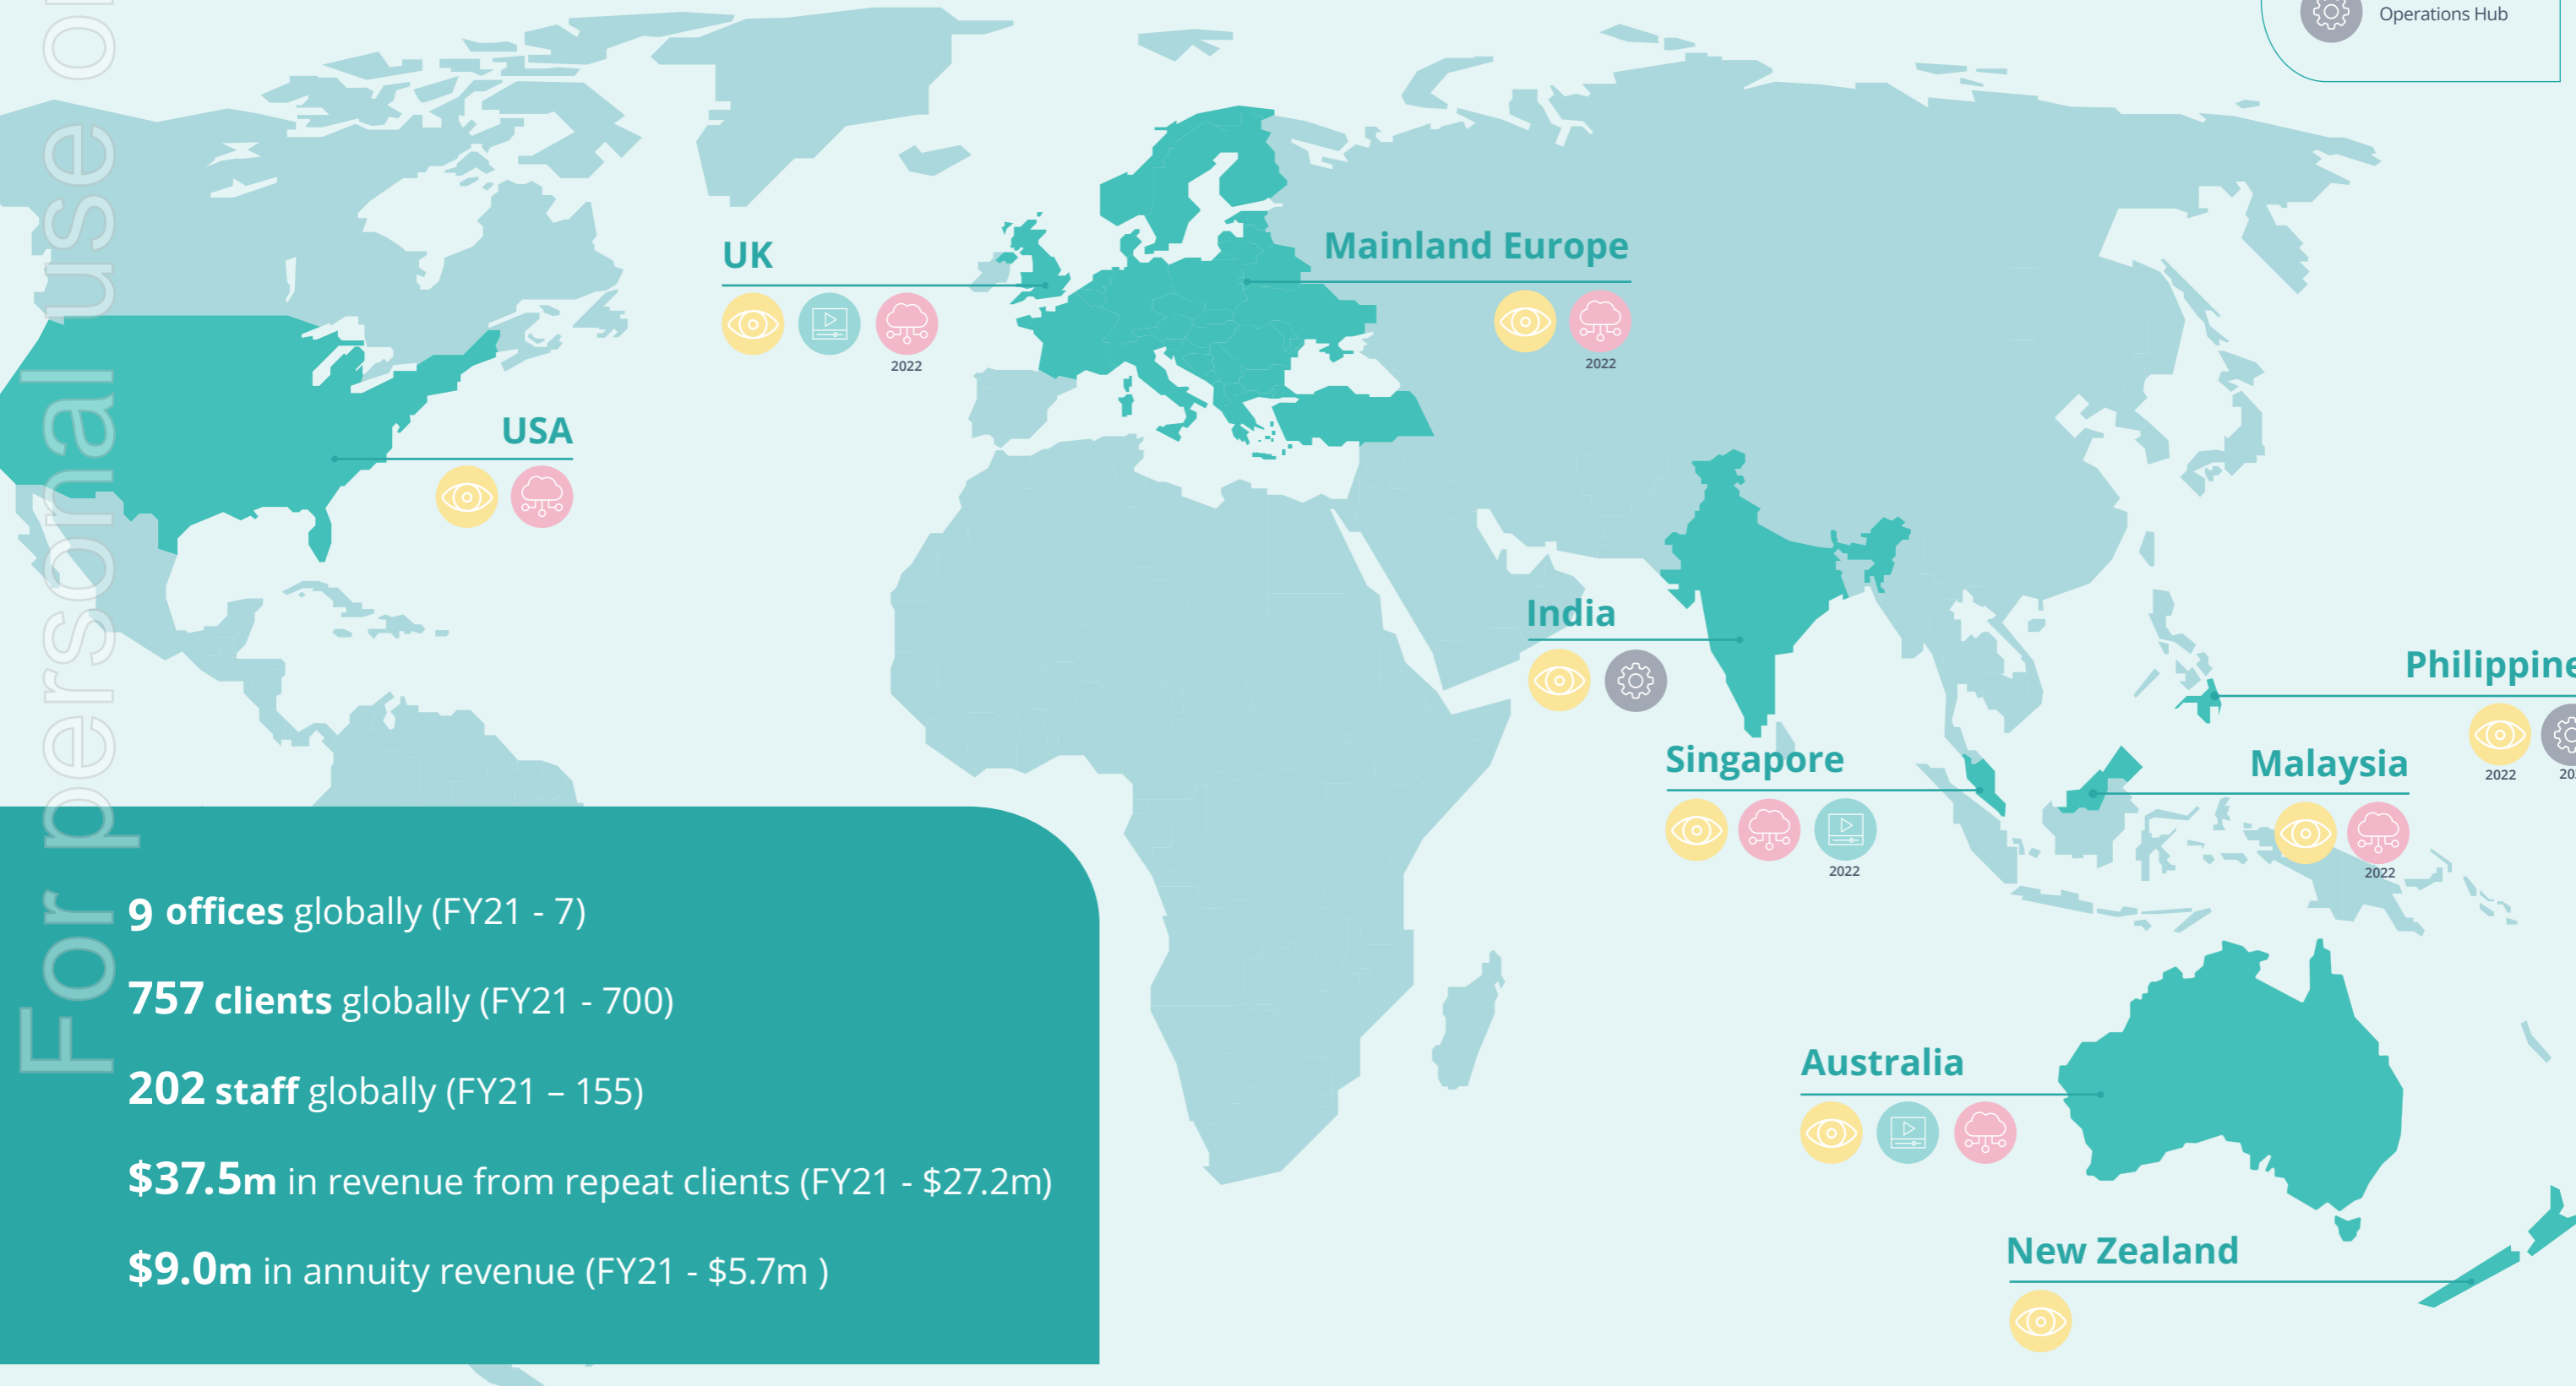 Operations Hub
For personal use
UK
2022
Mainland Europe
2022
USA
India
Philippine
2022
Singapore
2022
Malaysia
2022
9 offices globally (FY21 - 7)
757 clients globally (FY21 - 700)
202 staff globally (FY21 – 155)
$37.5m in revenue from repeat clients (FY21 - $27.2m)
$9.0m in annuity revenue (FY21 - $5.7m )
Australia
New Zealand